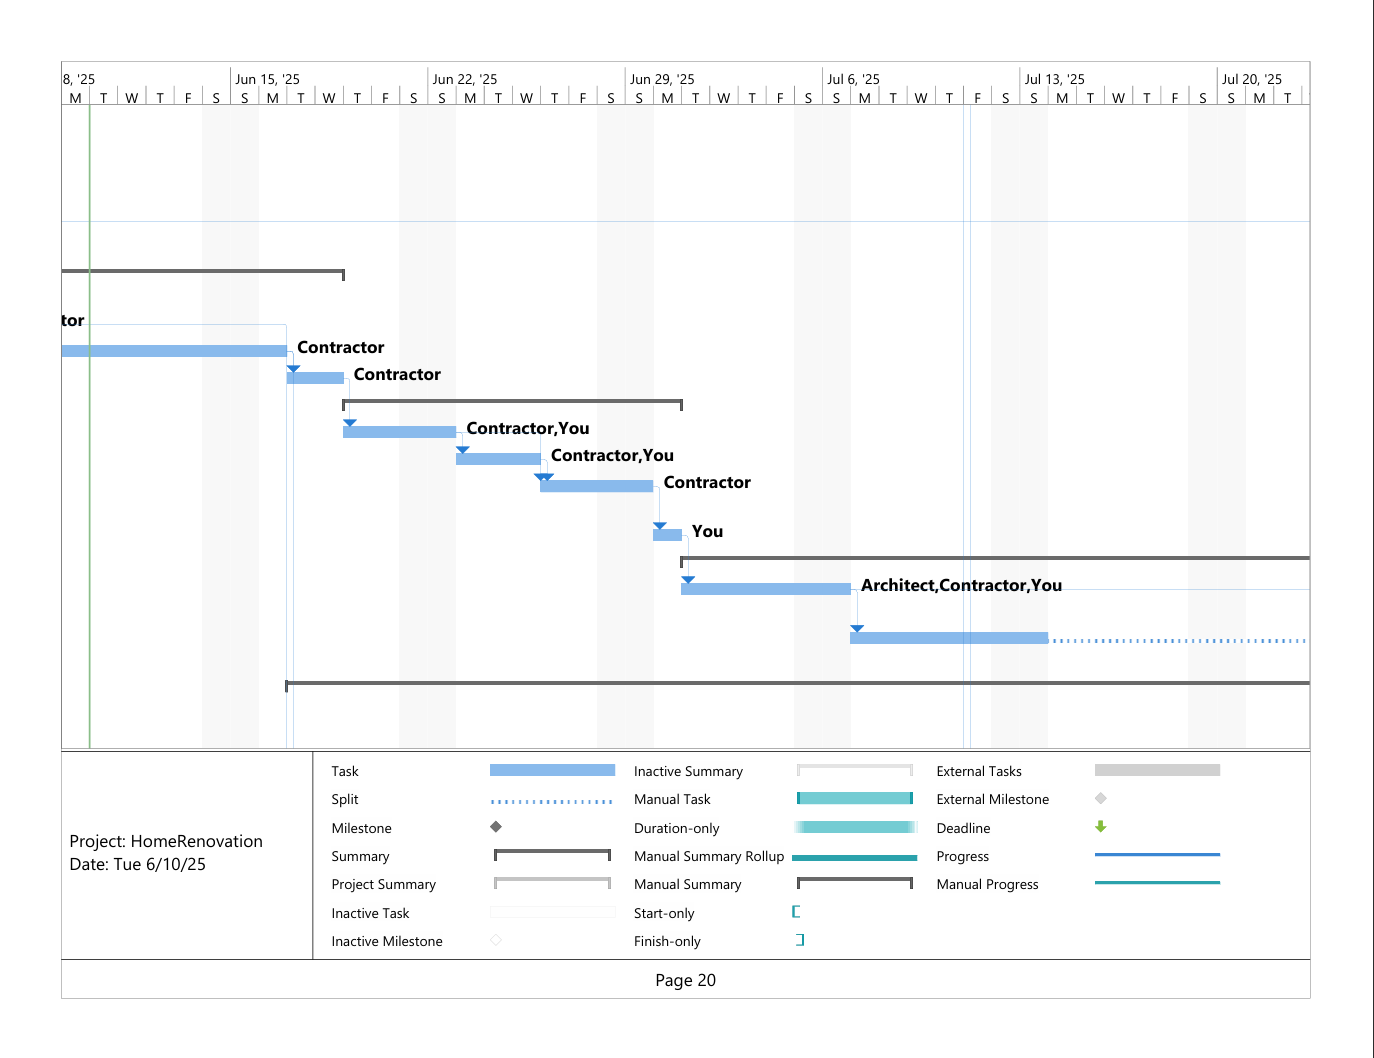 8, '25 Jun 15, '25 Jun 22, '25 Jun 29, '25 Jul 6, '25 Jul 13, '25 Jul 20, '25
M T W T F S S M T W T F S S M T W T F S S M T W T F S S M T W T F S S M T W T F S S M T
tor
Contractor
Contractor
Contractor,You
Contractor,You
Contractor
You
Architect,Contractor,You
Project: HomeRenovation
Date: Tue 6/10/25
Task
Split
Milestone
Summary
Project Summary
Inactive Task
Inactive Milestone
Inactive Summary
Manual Task
Duration-only
Manual Summary Rollup
Manual Summary
Start-only
Finish-only
External Tasks
External Milestone
Deadline
Progress
Manual Progress
Page 20